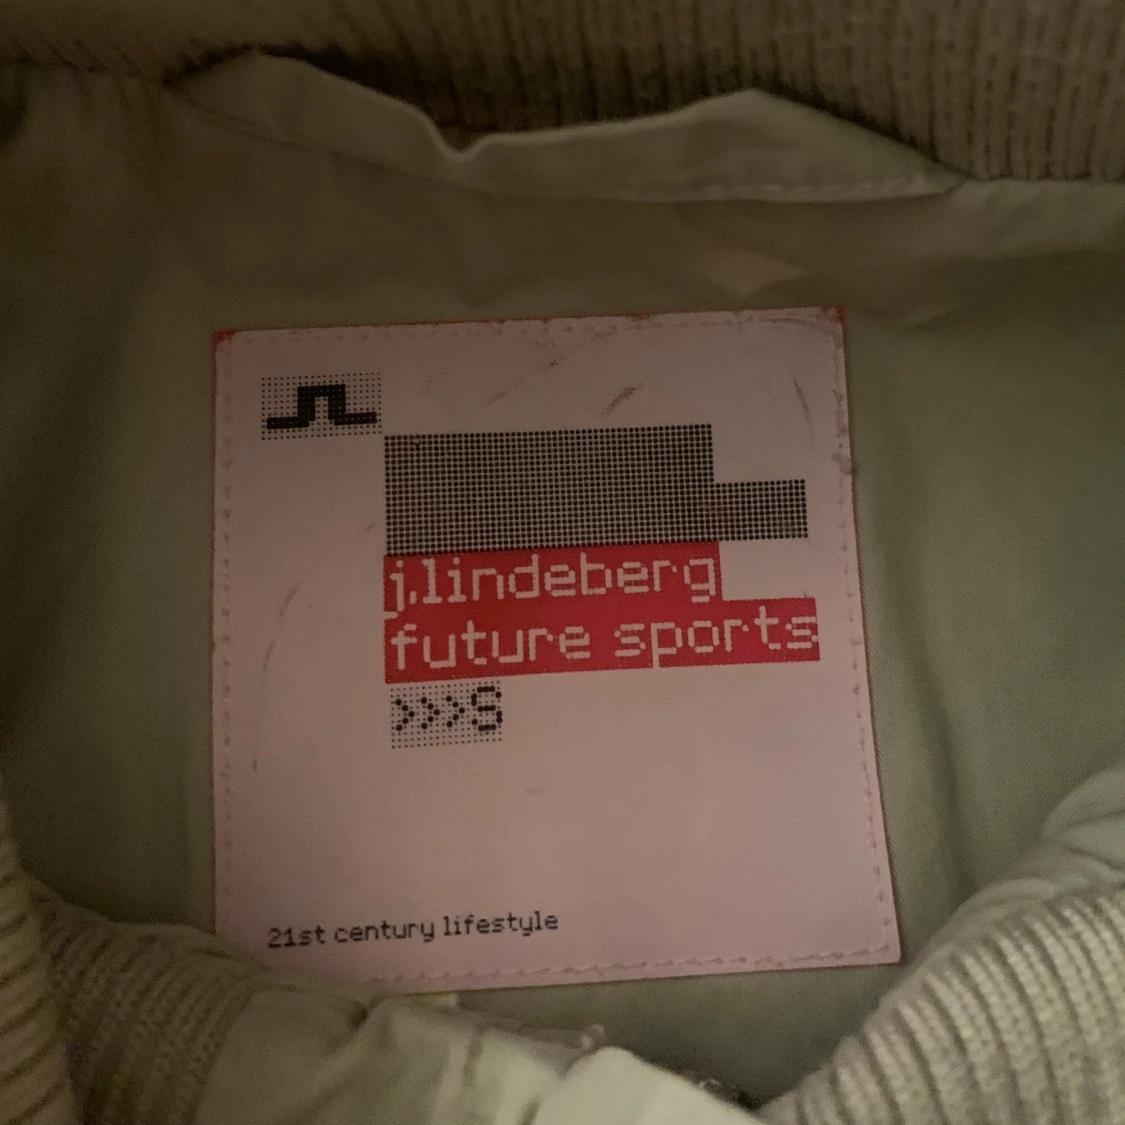 j.lindeberg
future sports
>>>S
21st century lifestyle